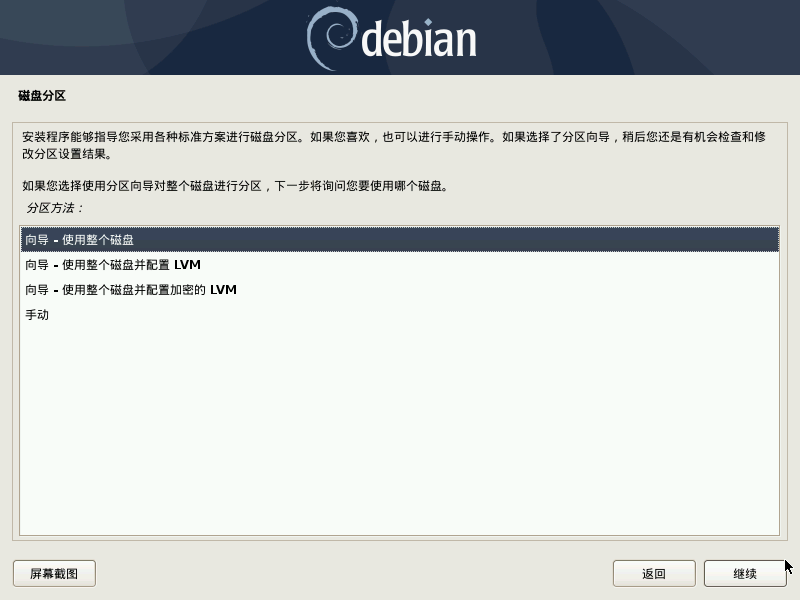 debian
磁盘分区
安装程序能够指导您采用各种标准方案进行磁盘分区。如果您喜欢，也可以进行手动操作。如果选择了分区向导，稍后您还是有机会检查和修
改分区设置结果。
如果您选择使用分区向导对整个磁盘进行分区，下一步将询问您要使用哪个磁盘。
分区方法：
向导 - 使用整个磁盘
向导 - 使用整个磁盘并配置 LVM
向导 - 使用整个磁盘并配置加密的 LVM
手动
屏幕截图
返回
继续